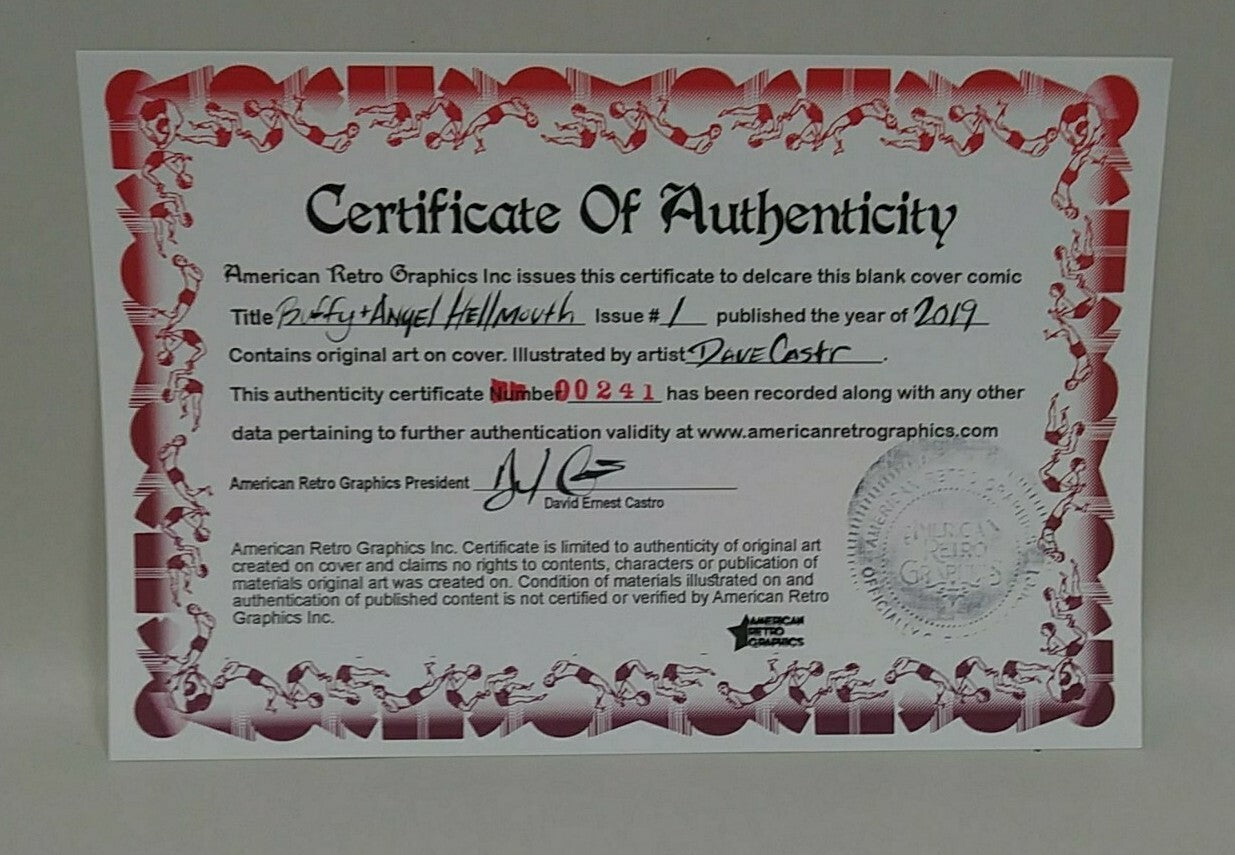 Certificate Of Authenticity
American Retro Graphics Inc issues this certificate to delcare this blank cover comic
Title Buffy + Angel Hellmouth Issue # 1 published the year of 2019
Contains original art on cover. Illustrated by artist Dave Castr .
This authenticity certificate Number 00241 has been recorded along with any other
data pertaining to further authentication validity at www.americanretrographics.com
American Retro Graphics President
David Ernest Castro
American Retro Graphics Inc. Certificate is limited to authenticity of original art
created on cover and claims no rights to contents, characters or publication of
materials original art was created on. Condition of materials illustrated on and
authentication of published content is not certified or verified by American Retro
Graphics Inc.
AMERICAN
RETRO
GRAPHICS
AMERICAN RETRO
AMERICAN
RETRO
GRAPHICS